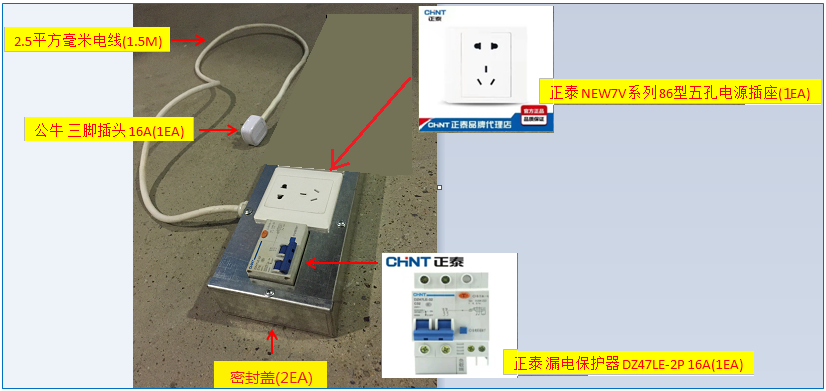 CHNT 正泰
2.5平方毫米电线(1.5M)
正泰 NEW7V系列 86型五孔电源插座(1EA)
官方正品
品质保证
CHNT 正泰品牌代理店
公牛 三脚插头 16A(1EA)
CHNT 正泰
CHNT
正泰 漏电保护器 DZ47LE-2P 16A(1EA)
密封盖(2EA)